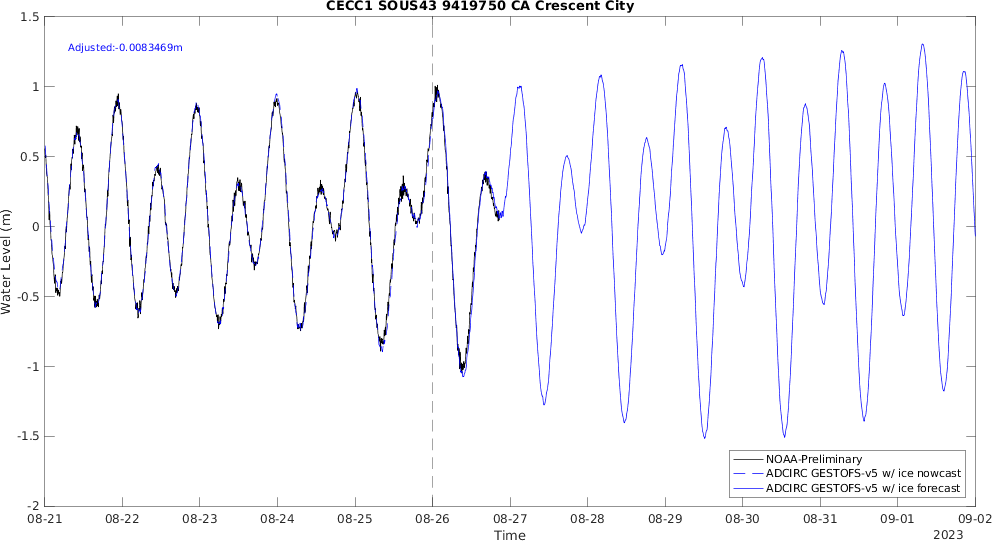 CECC1 SOUS43 9419750 CA Crescent City
Adjusted:-0.0083469m
1.5
1
0.5
0
-0.5
-1
-1.5
-2
Water Level (m)
NOAA-Preliminary
ADCIRC GESTOFS-v5 w/ ice nowcast
ADCIRC GESTOFS-v5 w/ ice forecast
08-21 08-22 08-23 08-24 08-25 08-26 08-27 08-28 08-29 08-30 08-31 09-01 09-02
Time
2023